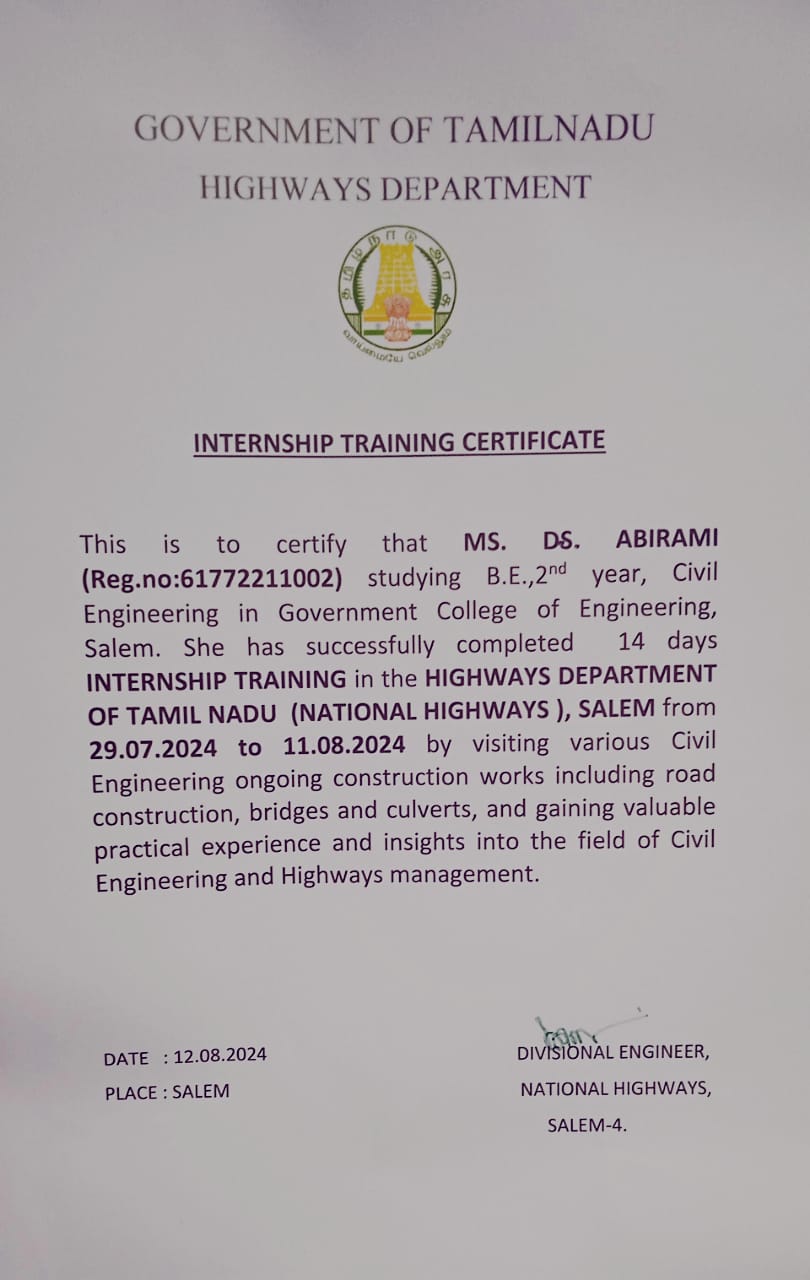 GOVERNMENT OF TAMILNADU
HIGHWAYS DEPARTMENT
தமிழ்நாடு அரசு
வாய்மையே வெல்லும்
INTERNSHIP TRAINING CERTIFICATE
This is to certify that MS. DS. ABIRAMI
(Reg.no:61772211002) studying B.E.,2nd year, Civil
Engineering in Government College of Engineering,
Salem. She has successfully completed 14 days
INTERNSHIP TRAINING in the HIGHWAYS DEPARTMENT
OF TAMIL NADU (NATIONAL HIGHWAYS ), SALEM from
29.07.2024 to 11.08.2024 by visiting various Civil
Engineering ongoing construction works including road
construction, bridges and culverts, and gaining valuable
practical experience and insights into the field of Civil
Engineering and Highways management.
DATE : 12.08.2024
PLACE : SALEM
DIVISIONAL ENGINEER,
NATIONAL HIGHWAYS,
SALEM-4.